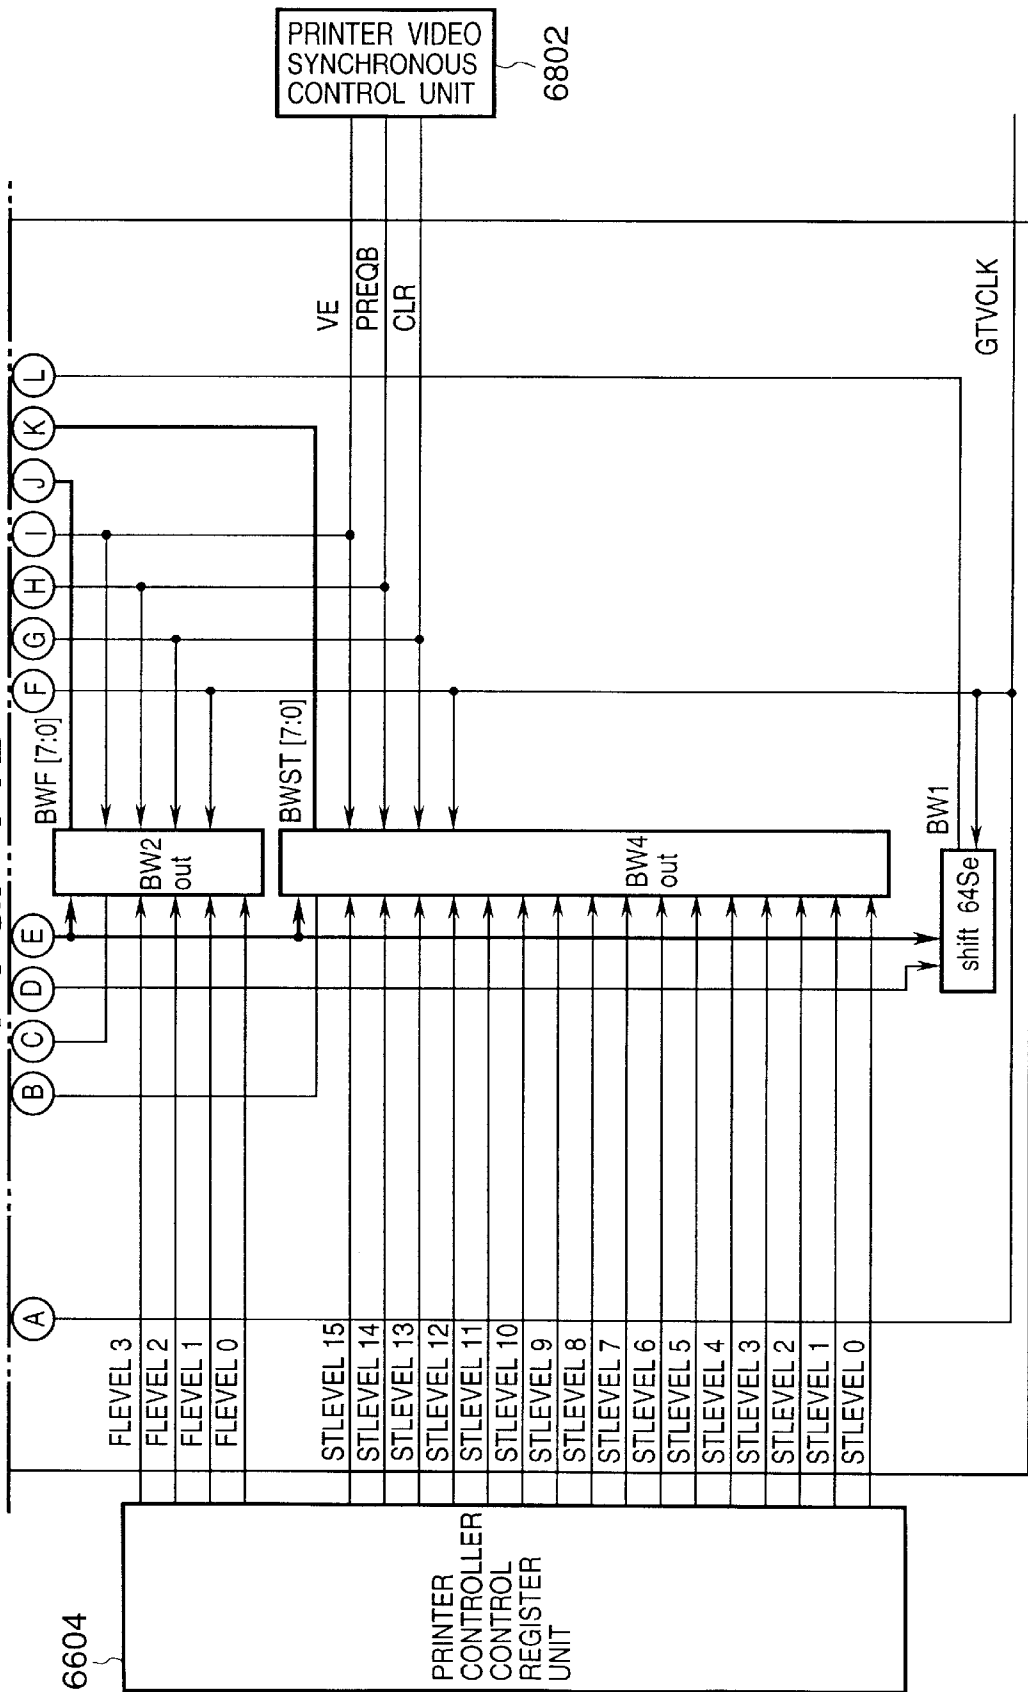 6604
PRINTER
CONTROLLER
CONTROL
REGISTER
UNIT
FLEVEL 3
FLEVEL 2
FLEVEL 1
FLEVEL 0
STLEVEL 15
STLEVEL 14
STLEVEL 13
STLEVEL 12
STLEVEL 11
STLEVEL 10
STLEVEL 9
STLEVEL 8
STLEVEL 7
STLEVEL 6
STLEVEL 5
STLEVEL 4
STLEVEL 3
STLEVEL 2
STLEVEL 1
STLEVEL 0
A
B
C
D
E
F
G
H
I
J
K
L
BW2
out
BWF [7:0]
BW4
out
BWST [7:0]
shift 64Se
BW1
VE
PREQB
CLR
GTVCLK
PRINTER VIDEO
SYNCHRONOUS
CONTROL UNIT
6802